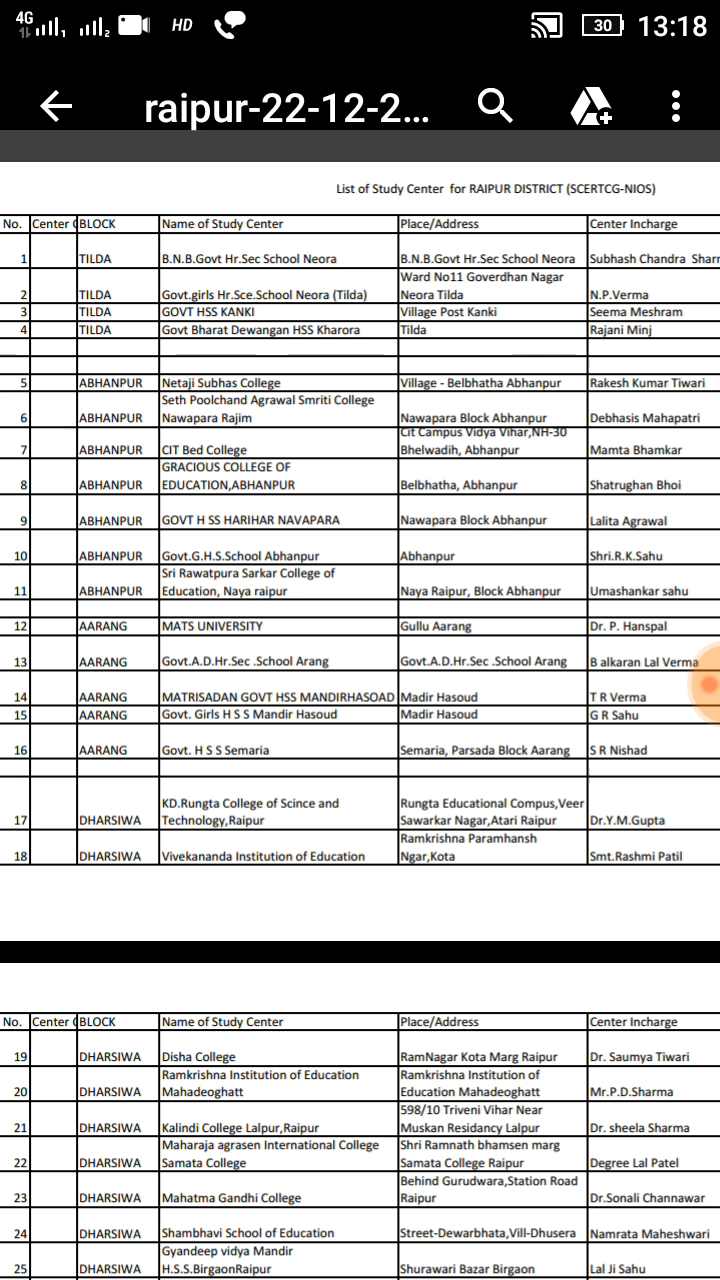 4G 1 2 HD 30 13:18
raipur-22-12-2...
List of Study Center for RAIPUR DISTRICT (SCERTCG-NIOS)
No. Center C BLOCK Name of Study Center Place/Address Center Incharge
1 TILDA B.N.B.Govt Hr.Sec School Neora B.N.B.Govt Hr.Sec School Neora Subhash Chandra Sharr
Ward No11 Goverdhan Nagar
2 TILDA Govt.girls Hr.Sce.School Neora (Tilda) Neora Tilda N.P.Verma
3 TILDA GOVT HSS KANKI Village Post Kanki Seema Meshram
4 TILDA Govt Bharat Dewangan HSS Kharora Tilda Rajani Minj
5 ABHANPUR Netaji Subhas College Village - Belbhatha Abhanpur Rakesh Kumar Tiwari
Seth Poolchand Agrawal Smriti College
6 ABHANPUR Nawapara Rajim Nawapara Block Abhanpur Debhasis Mahapatri
Cit Campus Vidya Vihar,NH-30
7 ABHANPUR CIT Bed College Bhelwadih, Abhanpur Mamta Bhamkar
GRACIOUS COLLEGE OF
8 ABHANPUR EDUCATION,ABHANPUR Belbhatha, Abhanpur Shatrughan Bhoi
9 ABHANPUR GOVT H SS HARIHAR NAVAPARA Nawapara Block Abhanpur Lalita Agrawal
10 ABHANPUR Govt.G.H.S.School Abhanpur Abhanpur Shri.R.K.Sahu
Sri Rawatpura Sarkar College of
11 ABHANPUR Education, Naya raipur Naya Raipur, Block Abhanpur Umashankar sahu
12 AARANG MATS UNIVERSITY Gullu Aarang Dr. P. Hanspal
13 AARANG Govt.A.D.Hr.Sec .School Arang Govt.A.D.Hr.Sec .School Arang B alkaran Lal Verma
14 AARANG MATRISADAN GOVT HSS MANDIRHASOAD Madir Hasoud T R Verma
15 AARANG Govt. Girls H S S Mandir Hasoud Madir Hasoud G R Sahu
16 AARANG Govt. H S S Semaria Semaria, Parsada Block Aarang S R Nishad
KD.Rungta College of Scince and Rungta Educational Compus,Veer
17 DHARSIWA Technology,Raipur Sawarkar Nagar,Atari Raipur Dr.Y.M.Gupta
Ramkrishna Paramhansh
18 DHARSIWA Vivekananda Institution of Education Ngar,Kota Smt.Rashmi Patil
No. Center C BLOCK Name of Study Center Place/Address Center Incharge
19 DHARSIWA Disha College RamNagar Kota Marg Raipur Dr. Saumya Tiwari
Ramkrishna Institution of Education Ramkrishna Institution of
20 DHARSIWA Mahadeoghatt Education Mahadeoghatt Mr.P.D.Sharma
598/10 Triveni Vihar Near
21 DHARSIWA Kalindi College Lalpur,Raipur Muskan Residancy Lalpur Dr. sheela Sharma
Maharaja agrasen International College Shri Ramnath bhamsen marg
22 DHARSIWA Samata College Samata College Raipur Degree Lal Patel
Behind Gurudwara,Station Road
23 DHARSIWA Mahatma Gandhi College Raipur Dr.Sonali Channawar
24 DHARSIWA Shambhavi School of Education Street-Dewarbhata,Vill-Dhusera Namrata Maheshwari
Gyandeep vidya Mandir
25 DHARSIWA H.S.S.BirgaonRaipur Shurawari Bazar Birgaon Lal Ji Sahu